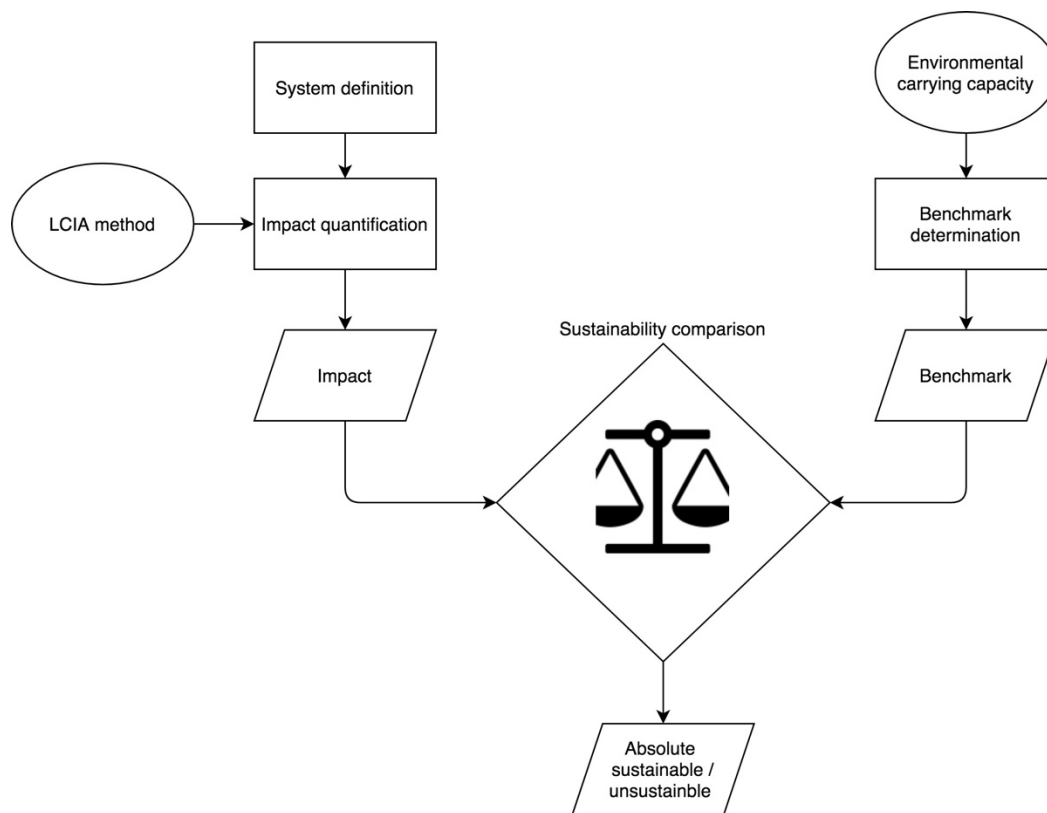 System definition
Environmental
carrying capacity
LCIA method
Impact quantification
Benchmark
determination
Sustainability comparison
Impact
Benchmark
Absolute
sustainable /
unsustainble